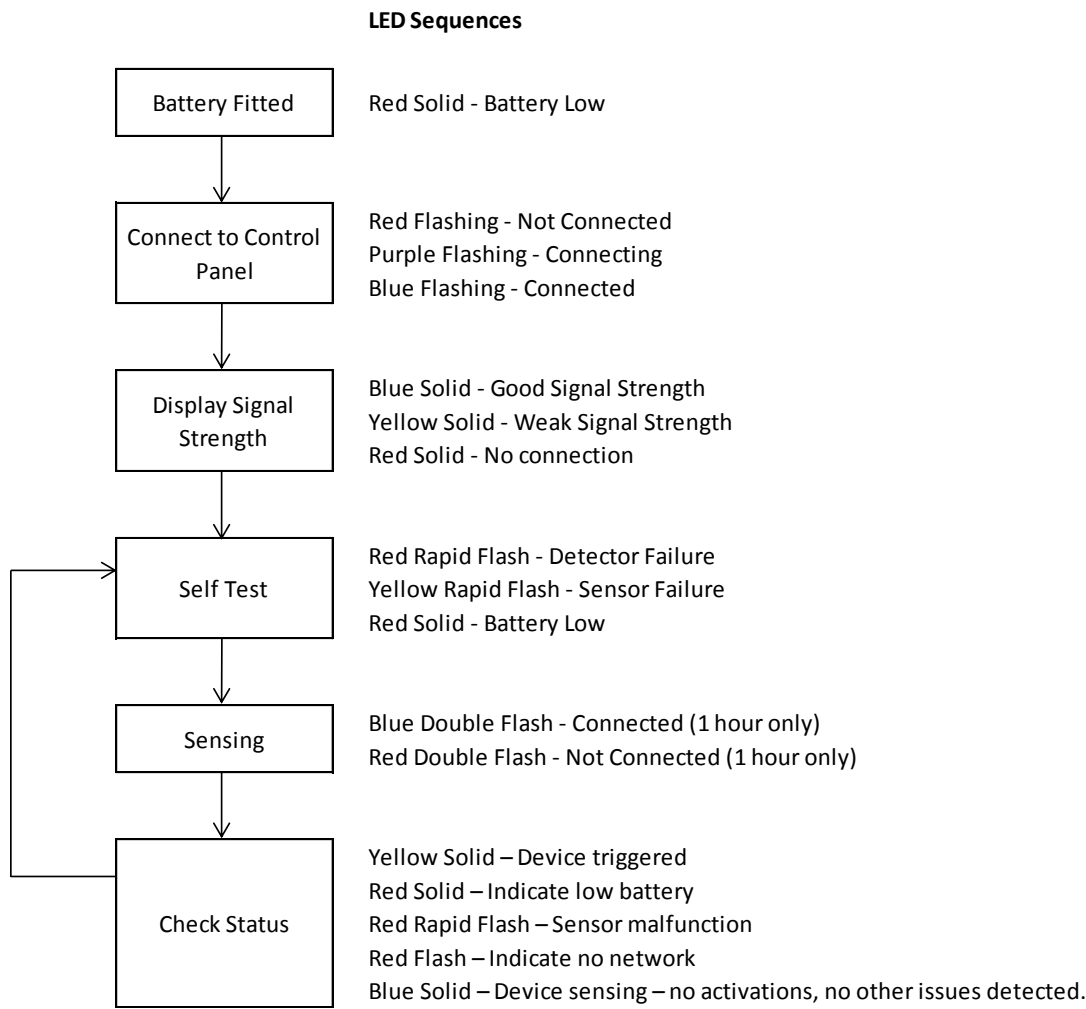 LED Sequences
Battery Fitted
Red Solid - Battery Low
Connect to Control
Panel
Red Flashing - Not Connected
Purple Flashing - Connecting
Blue Flashing - Connected
Display Signal
Strength
Blue Solid - Good Signal Strength
Yellow Solid - Weak Signal Strength
Red Solid - No connection
Self Test
Red Rapid Flash - Detector Failure
Yellow Rapid Flash - Sensor Failure
Red Solid - Battery Low
Sensing
Blue Double Flash - Connected (1 hour only)
Red Double Flash - Not Connected (1 hour only)
Check Status
Yellow Solid – Device triggered
Red Solid – Indicate low battery
Red Rapid Flash – Sensor malfunction
Red Flash – Indicate no network
Blue Solid – Device sensing – no activations, no other issues detected.